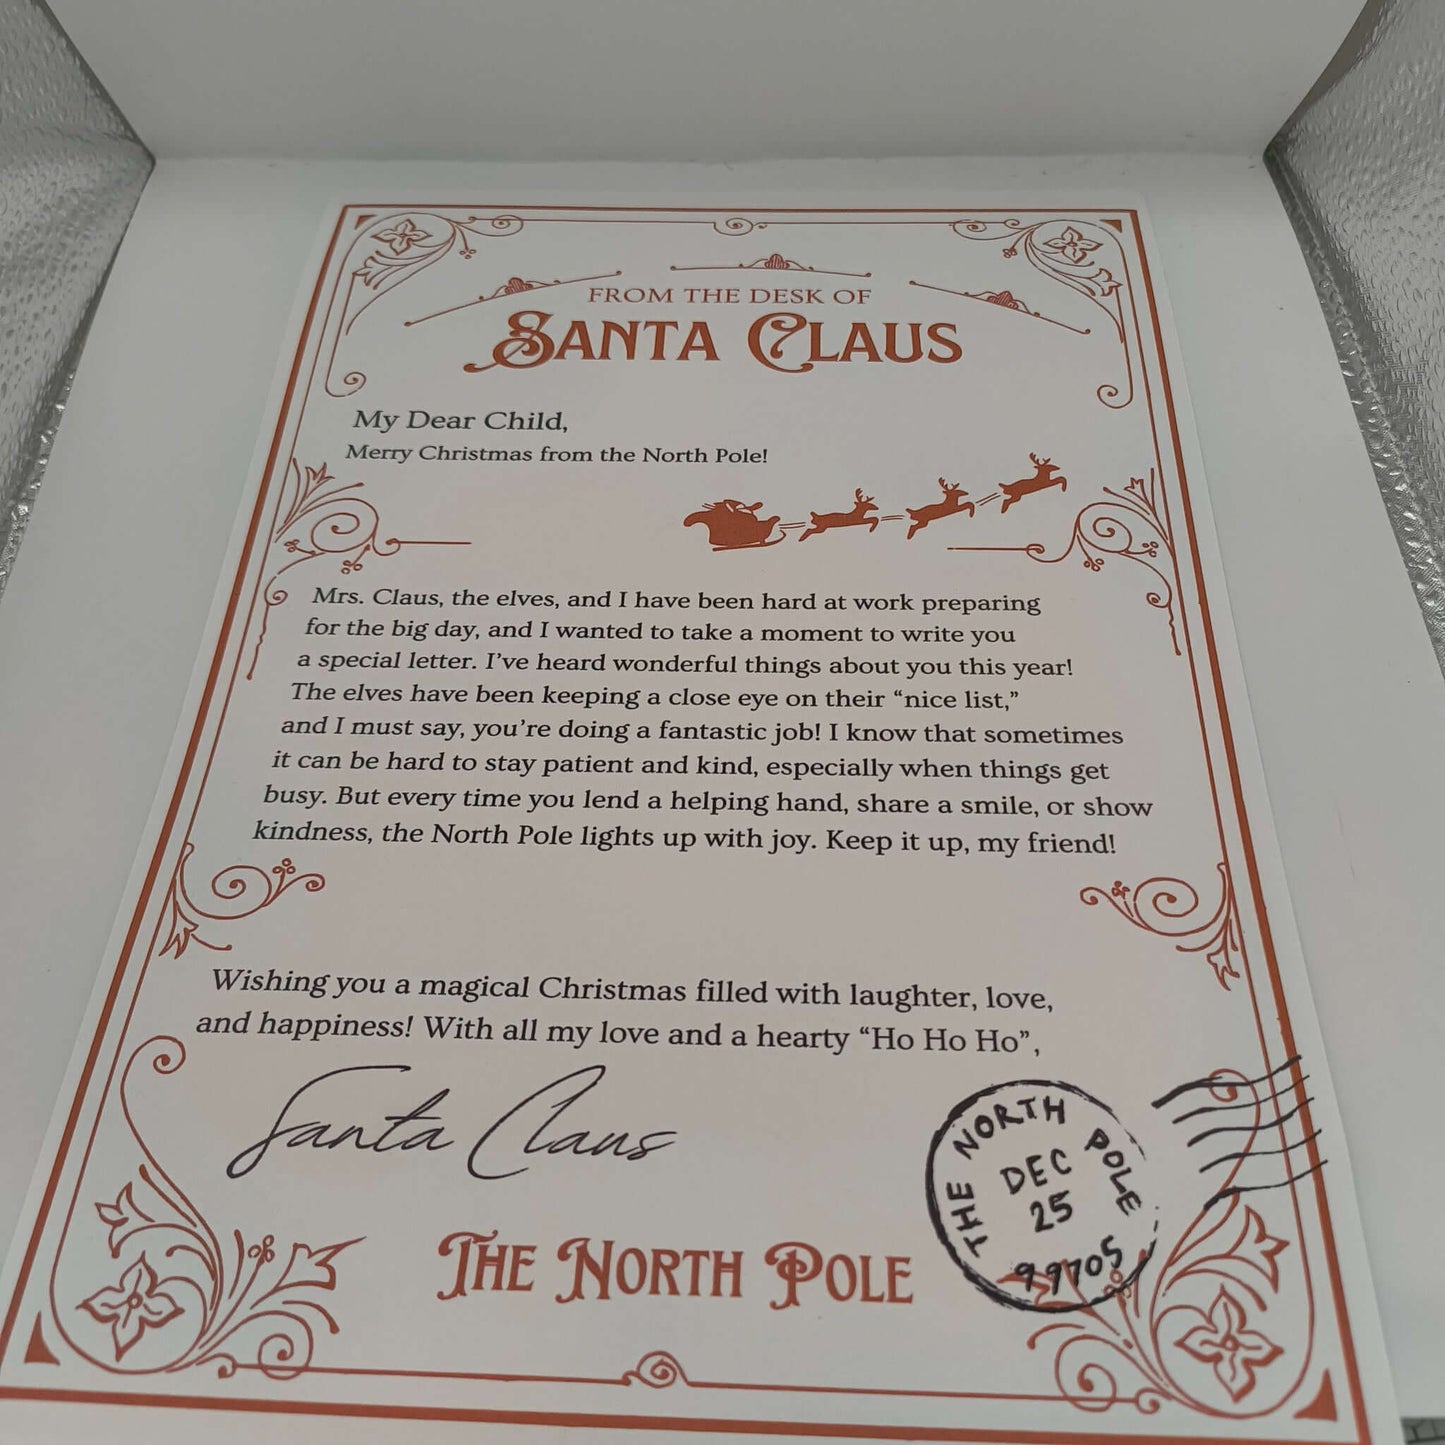 FROM THE DESK OF
SANTA CLAUS
My Dear Child,
Merry Christmas from the North Pole!
Mrs. Claus, the elves, and I have been hard at work preparing
for the big day, and I wanted to take a moment to write you
a special letter. I’ve heard wonderful things about you this year!
The elves have been keeping a close eye on their “nice list,”
and I must say, you’re doing a fantastic job! I know that sometimes
it can be hard to stay patient and kind, especially when things get
busy. But every time you lend a helping hand, share a smile, or show
kindness, the North Pole lights up with joy. Keep it up, my friend!
Wishing you a magical Christmas filled with laughter, love,
and happiness! With all my love and a hearty “Ho Ho Ho”,
Santa Claus
THE NORTH POLE
DEC
25
99705
THE NORTH POLE